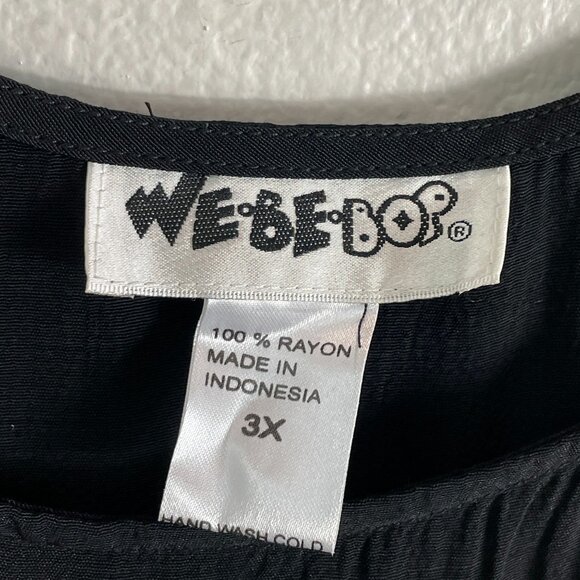 WE•BE•BOP®
100 % RAYON
MADE IN
INDONESIA
3X
HAND WASH COLD